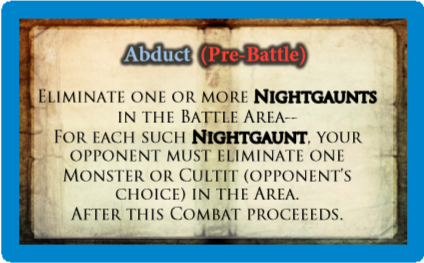 Abduct (Pre-Battle)
Eliminate one or more Nightgaunts
in the Battle Area--
For each such Nightgaunt, your
opponent must eliminate one
Monster or Cultit (opponent's
choice) in the Area.
After this Combat proceeeds.